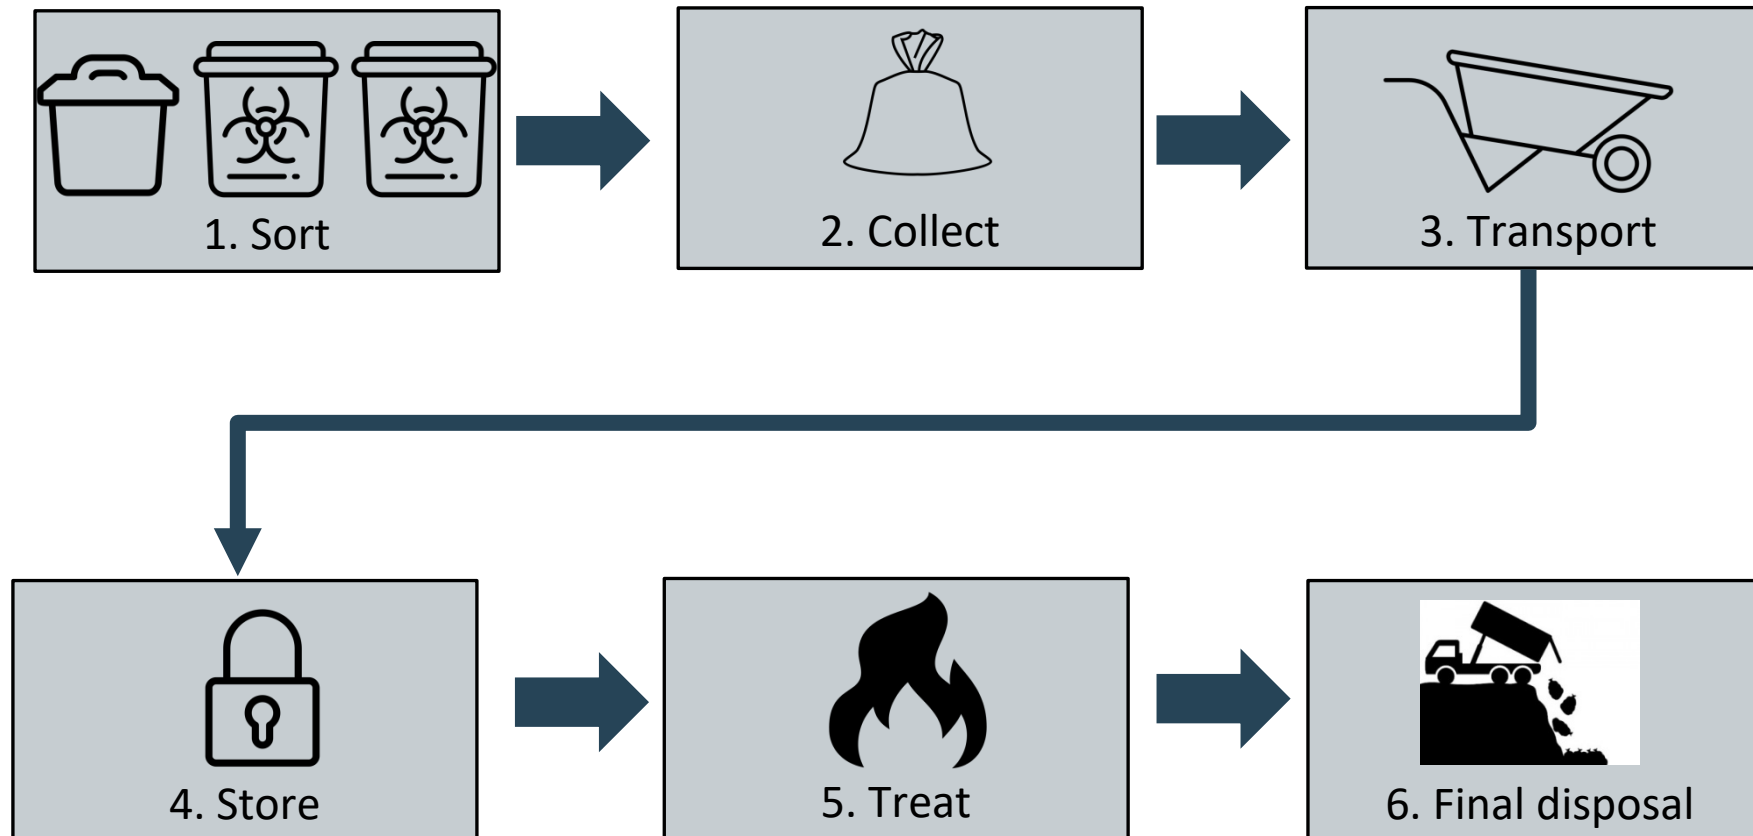 1. Sort
2. Collect
3. Transport
4. Store
5. Treat
6. Final disposal